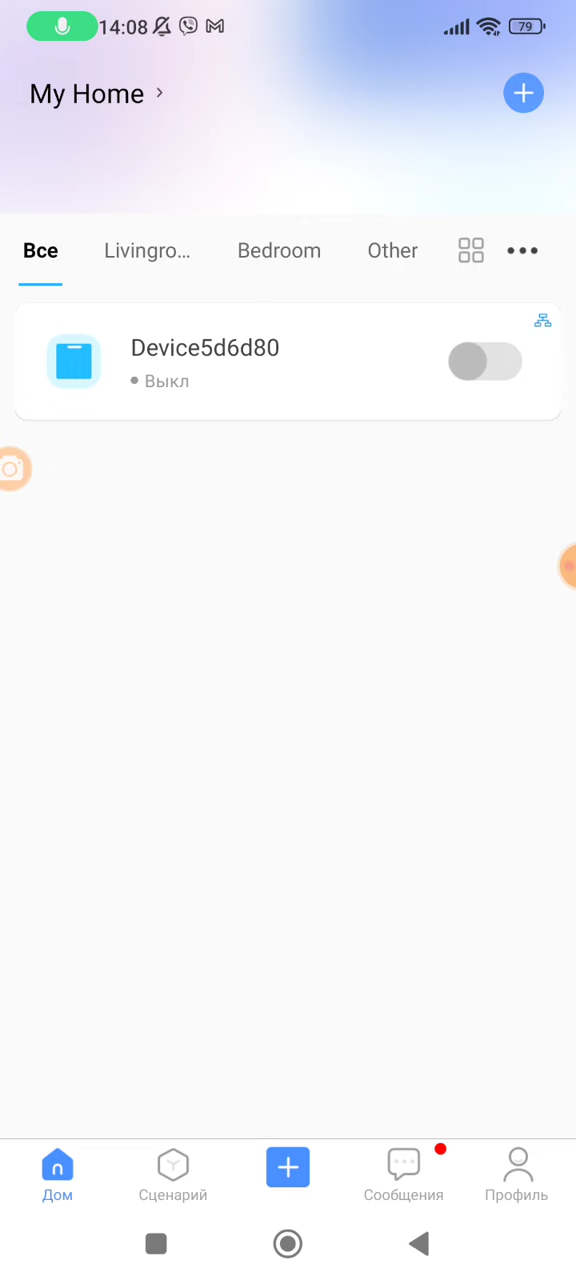 14:08
79
My Home
Все Livingro... Bedroom Other
Device5d6d80
Выкл
Дом Сценарий Сообщения Профиль